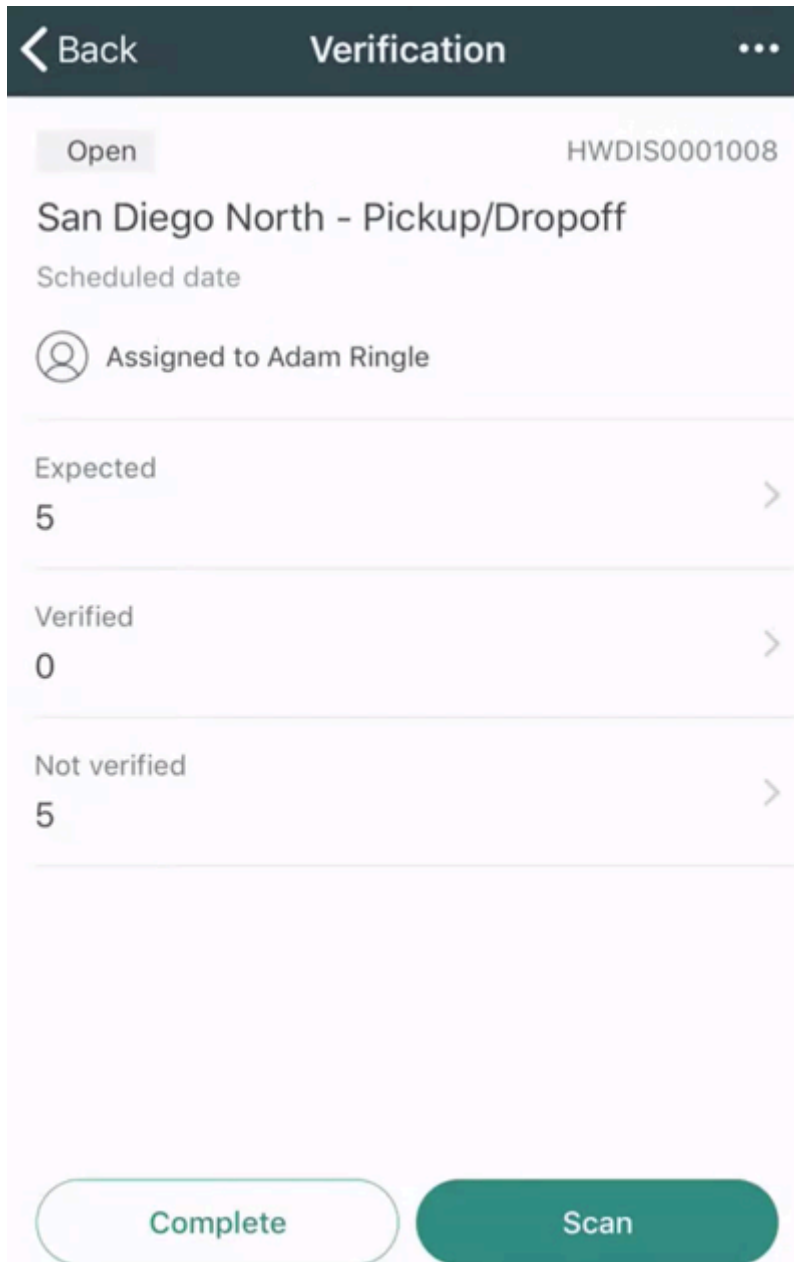 Back Verification
Open HWDIS0001008
San Diego North - Pickup/Dropoff
Scheduled date
Assigned to Adam Ringle
Expected
5
Verified
0
Not verified
5
Complete Scan